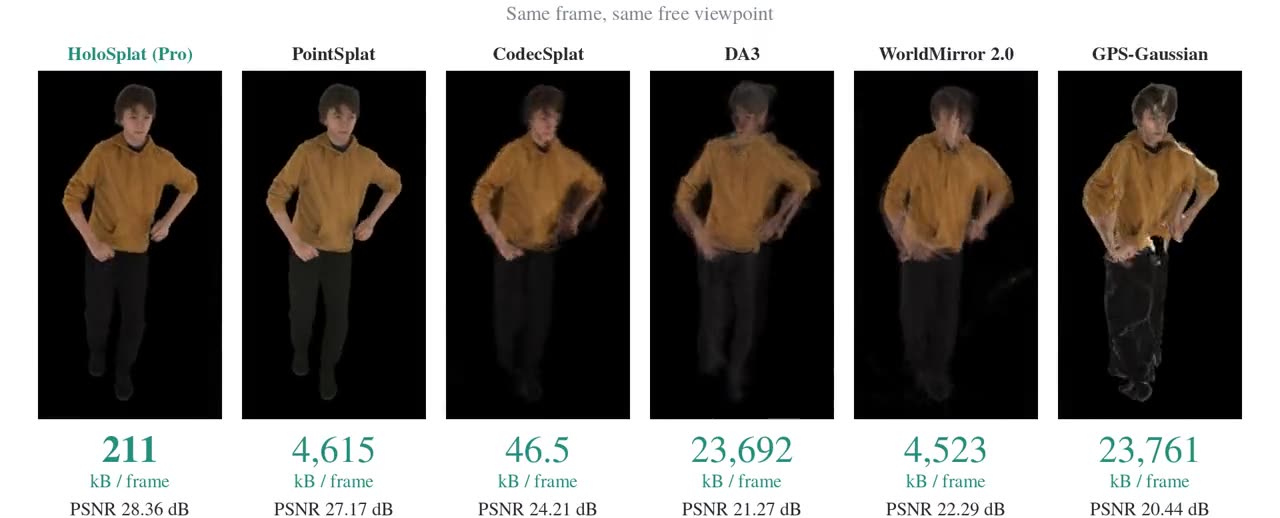 Same frame, same free viewpoint
HoloSplat (Pro) PointSplat CodecSplat DA3 WorldMirror 2.0 GPS-Gaussian
211 4,615 46.5 23,692 4,523 23,761
kB / frame kB / frame kB / frame kB / frame kB / frame kB / frame
PSNR 28.36 dB PSNR 27.17 dB PSNR 24.21 dB PSNR 21.27 dB PSNR 22.29 dB PSNR 20.44 dB